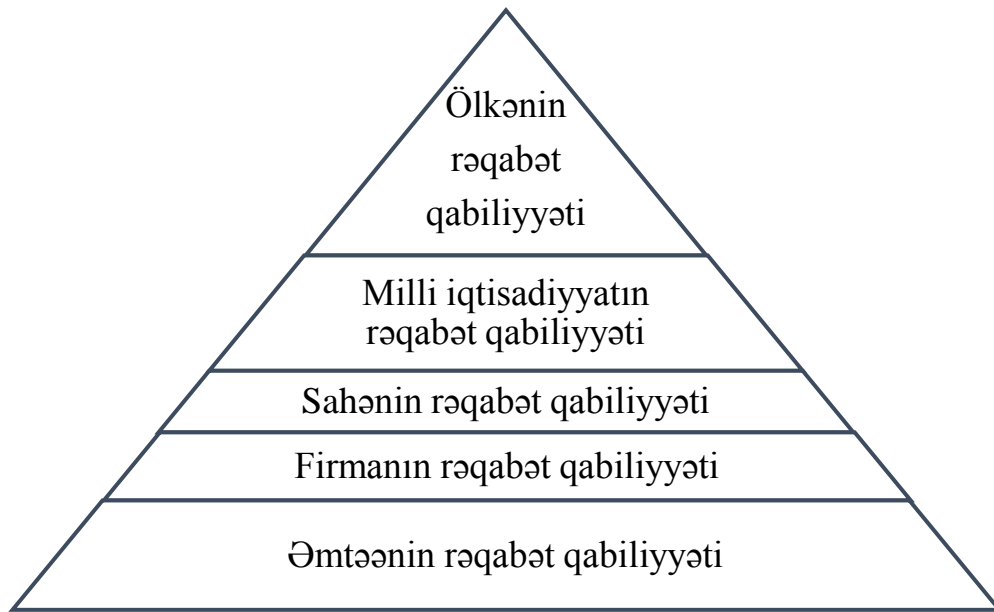 Ölkənin
rəqabət
qabiliyyəti
Milli iqtisadiyyatın
rəqabət qabiliyyəti
Sahənin rəqabət qabiliyyəti
Firmanın rəqabət qabiliyyəti
Əmtəənin rəqabət qabiliyyəti